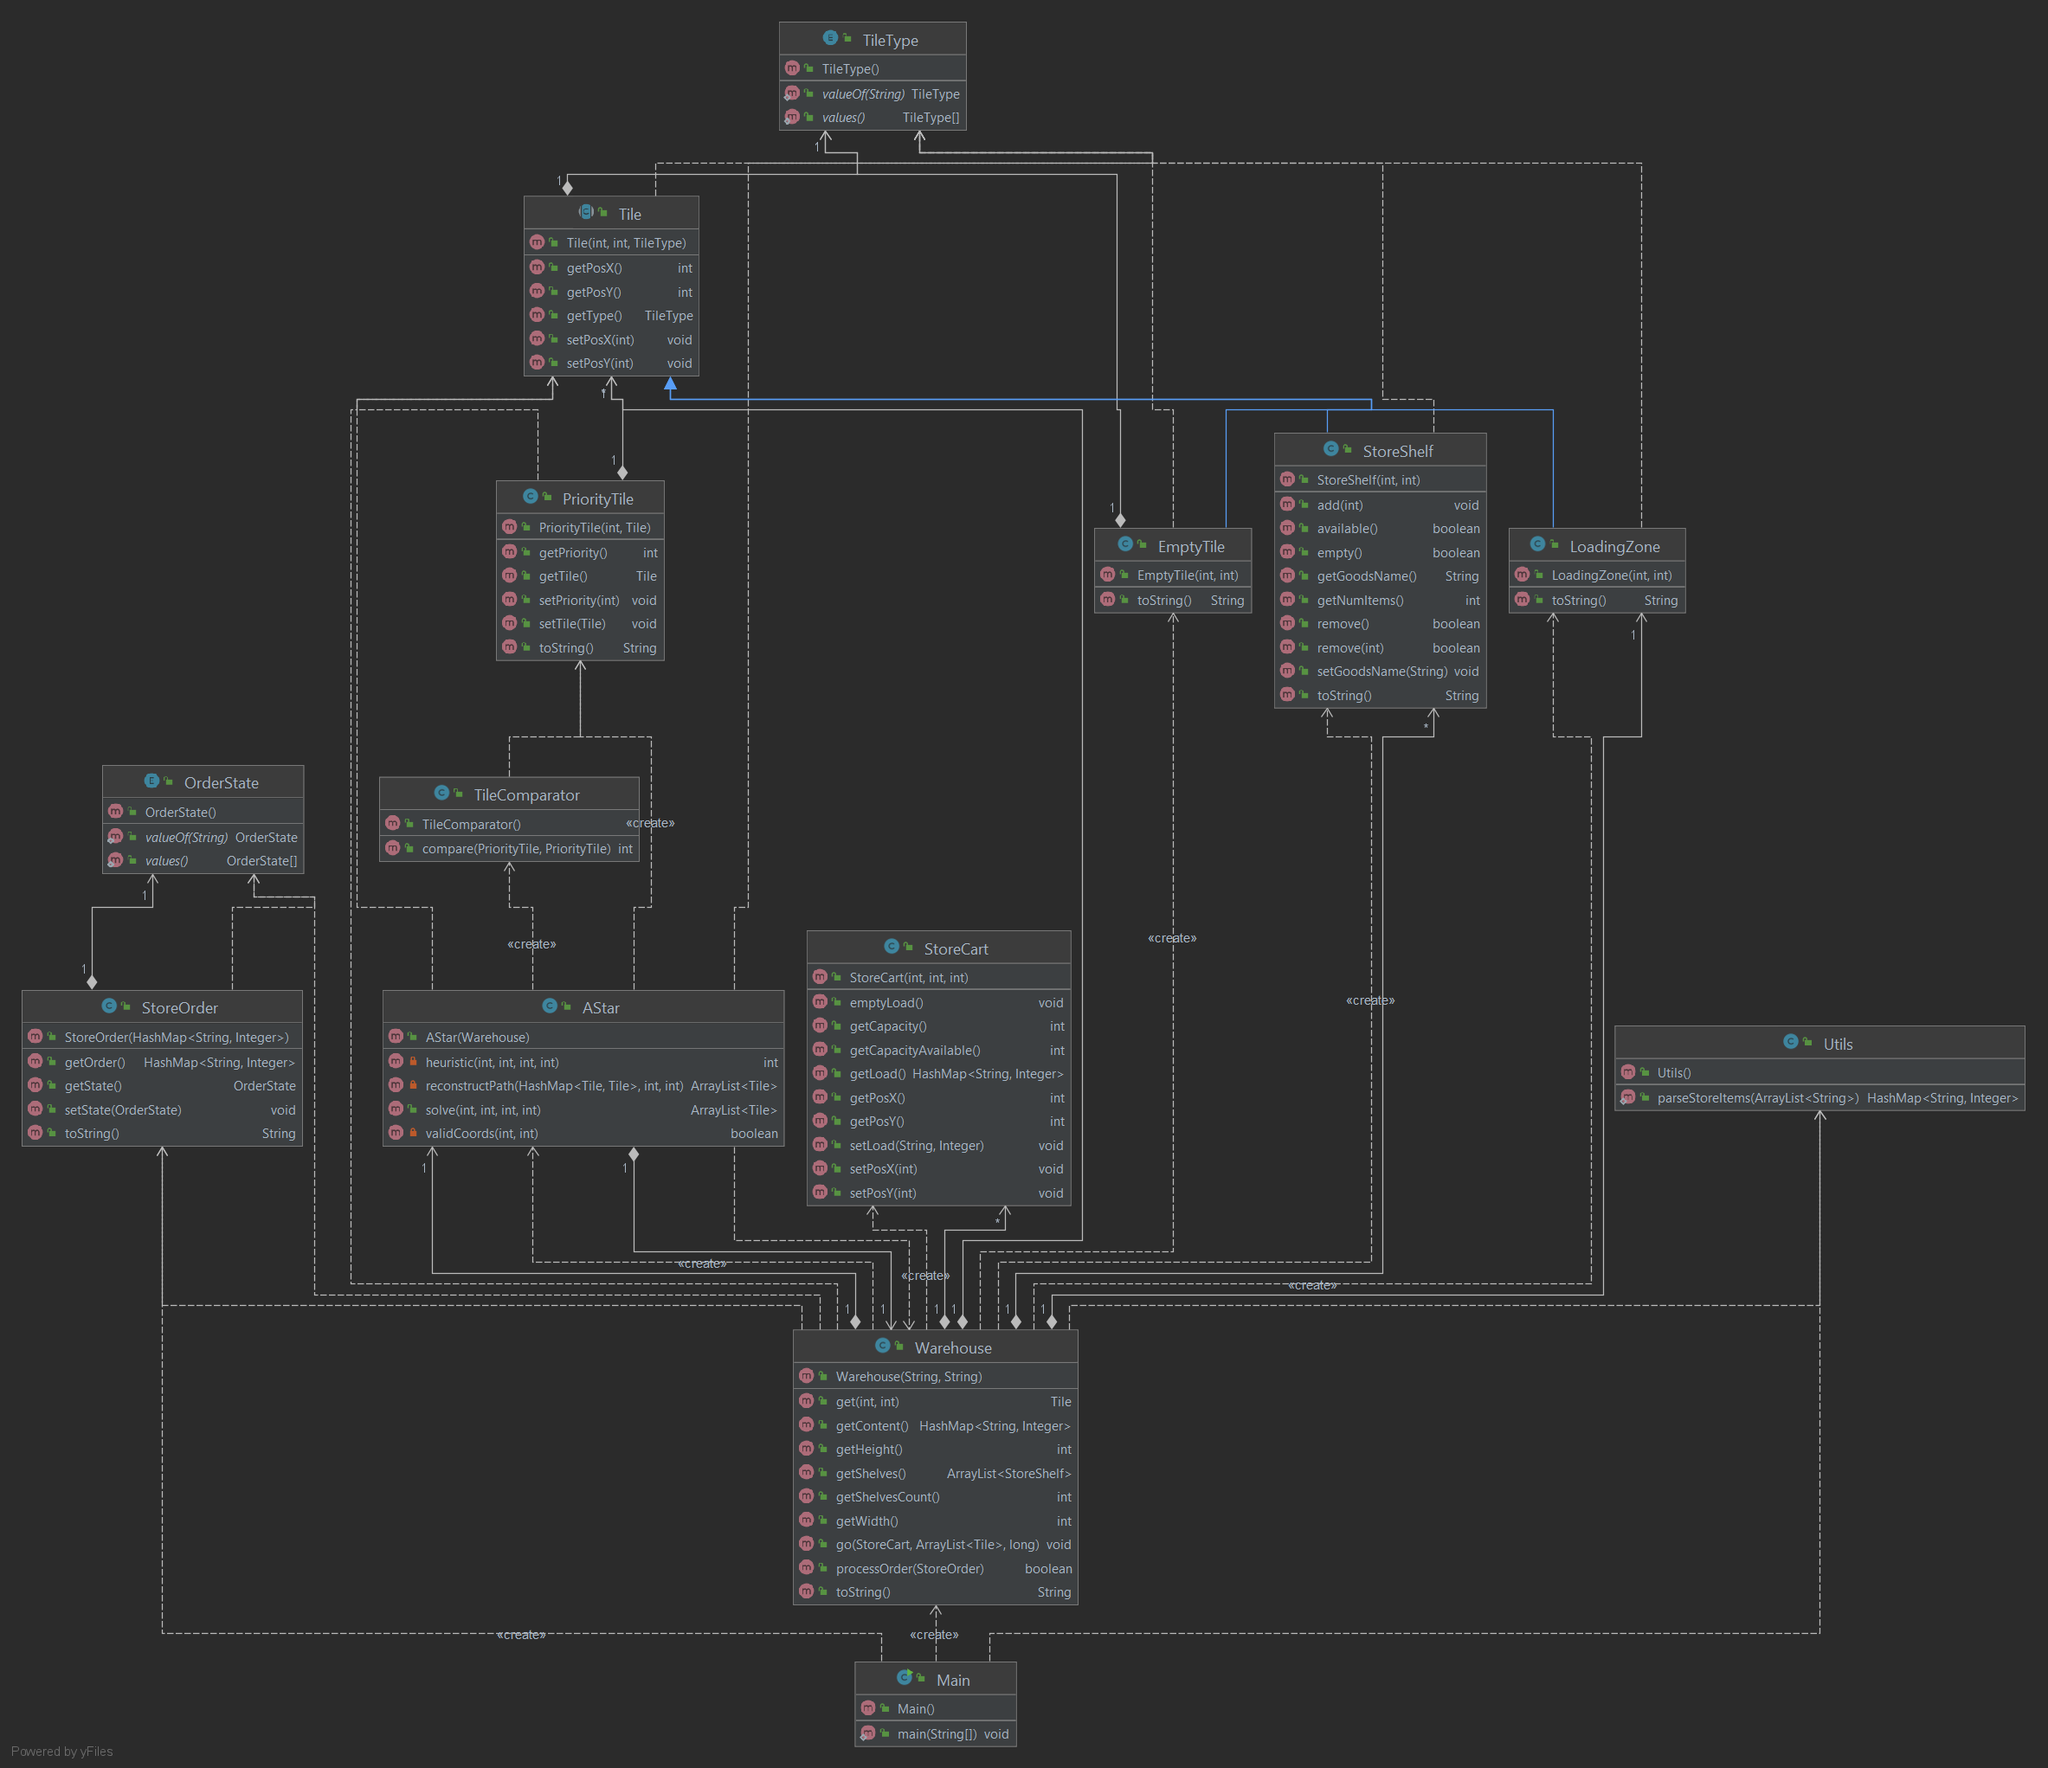 TileType
TileType()
valueOf(String) TileType
values() TileType[]
1
1
Tile
Tile(int, int, TileType)
getPosX() int
getPosY() int
getType() TileType
setPosX(int) void
setPosY(int) void
*
1
PriorityTile
PriorityTile(int, Tile)
getPriority() int
getTile() Tile
setPriority(int) void
setTile(Tile) void
toString() String
1
EmptyTile
EmptyTile(int, int)
toString() String
StoreShelf
StoreShelf(int, int)
add(int) void
available() boolean
empty() boolean
getGoodsName() String
getNumItems() int
remove() boolean
remove(int) boolean
setGoodsName(String) void
toString() String
*
LoadingZone
LoadingZone(int, int)
toString() String
1
OrderState
OrderState()
valueOf(String) OrderState
values() OrderState[]
1
1
TileComparator
TileComparator()
compare(PriorityTile, PriorityTile) int
«create»
«create»
«create»
«create»
StoreOrder
StoreOrder(HashMap<String, Integer>)
getOrder() HashMap<String, Integer>
getState() OrderState
setState(OrderState) void
toString() String
AStar
AStar(Warehouse)
heuristic(int, int, int, int) int
reconstructPath(HashMap<Tile, Tile>, int, int) ArrayList<Tile>
solve(int, int, int, int) ArrayList<Tile>
validCoords(int, int) boolean
1
1
StoreCart
StoreCart(int, int, int)
emptyLoad() void
getCapacity() int
getCapacityAvailable() int
getLoad() HashMap<String, Integer>
getPosX() int
getPosY() int
setLoad(String, Integer) void
setPosX(int) void
setPosY(int) void
*
Utils
Utils()
parseStoreItems(ArrayList<String>) HashMap<String, Integer>
«create»
«create»
«create»
1
1
1
1
1
1
Warehouse
Warehouse(String, String)
get(int, int) Tile
getContent() HashMap<String, Integer>
getHeight() int
getShelves() ArrayList<StoreShelf>
getShelvesCount() int
getWidth() int
go(StoreCart, ArrayList<Tile>, long) void
processOrder(StoreOrder) boolean
toString() String
«create»
«create»
Main
Main()
main(String[]) void
Powered by yFiles